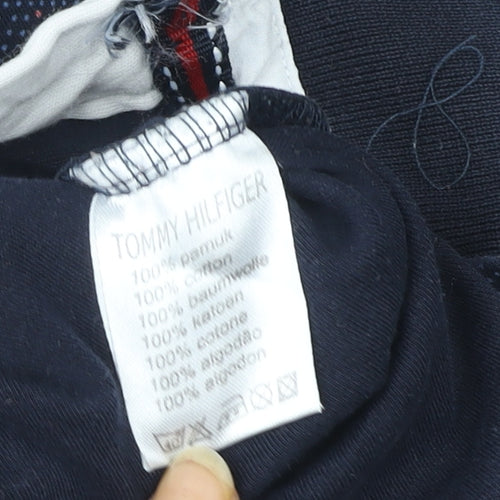 TOMMY HILFIGER
100% pamuk
100% cotton
100% baumwolle
100% katoen
100% cotone
100% algodão
100% algodon